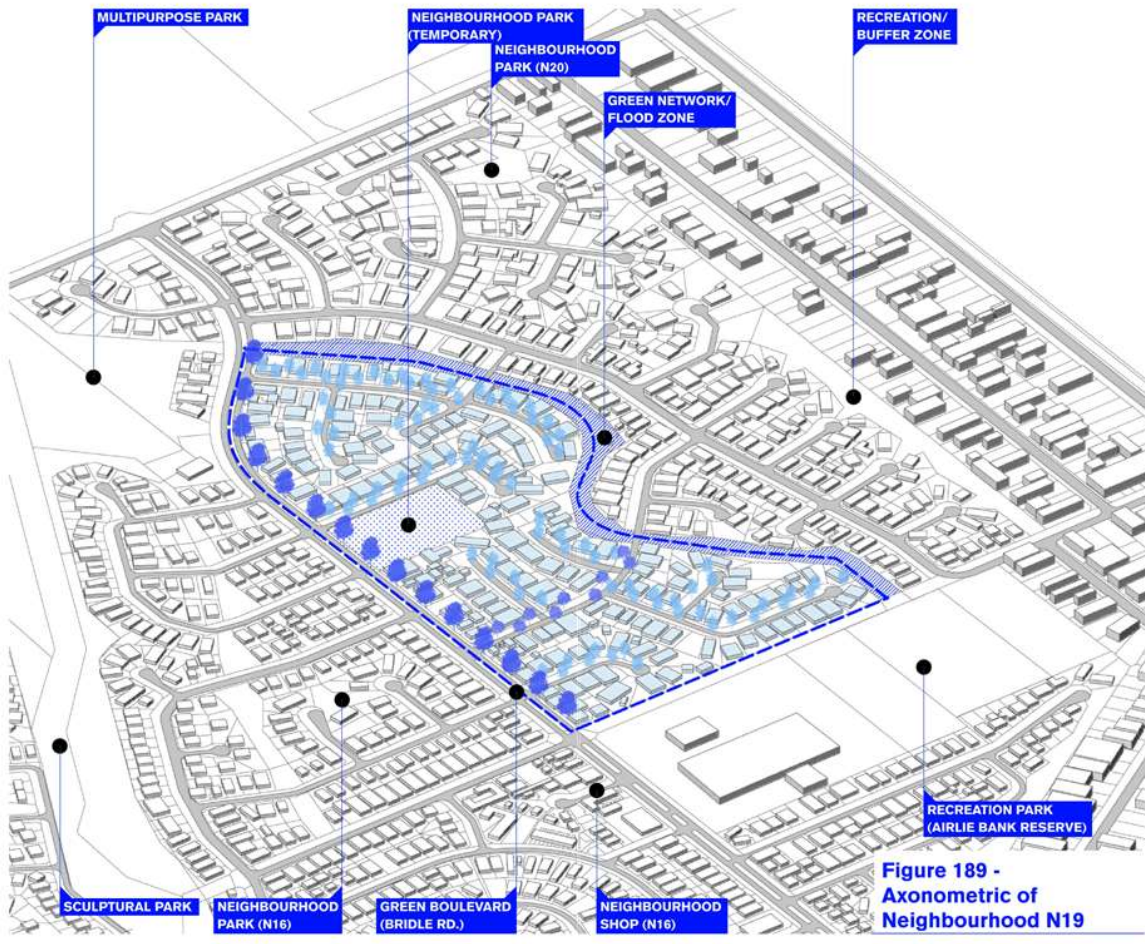 MULTIPURPOSE PARK
NEIGHBOURHOOD PARK
(TEMPORARY)
NEIGHBOURHOOD
PARK (N20)
GREEN NETWORK/
FLOOD ZONE
RECREATION/
BUFFER ZONE
RECREATION PARK
(AIRLIE BANK RESERVE)
SCULPTURAL PARK
NEIGHBOURHOOD
PARK (N16)
GREEN BOULEVARD
(BRIDLE RD.)
NEIGHBOURHOOD
SHOP (N16)
Figure 189 -
Axonometric of
Neighbourhood N19